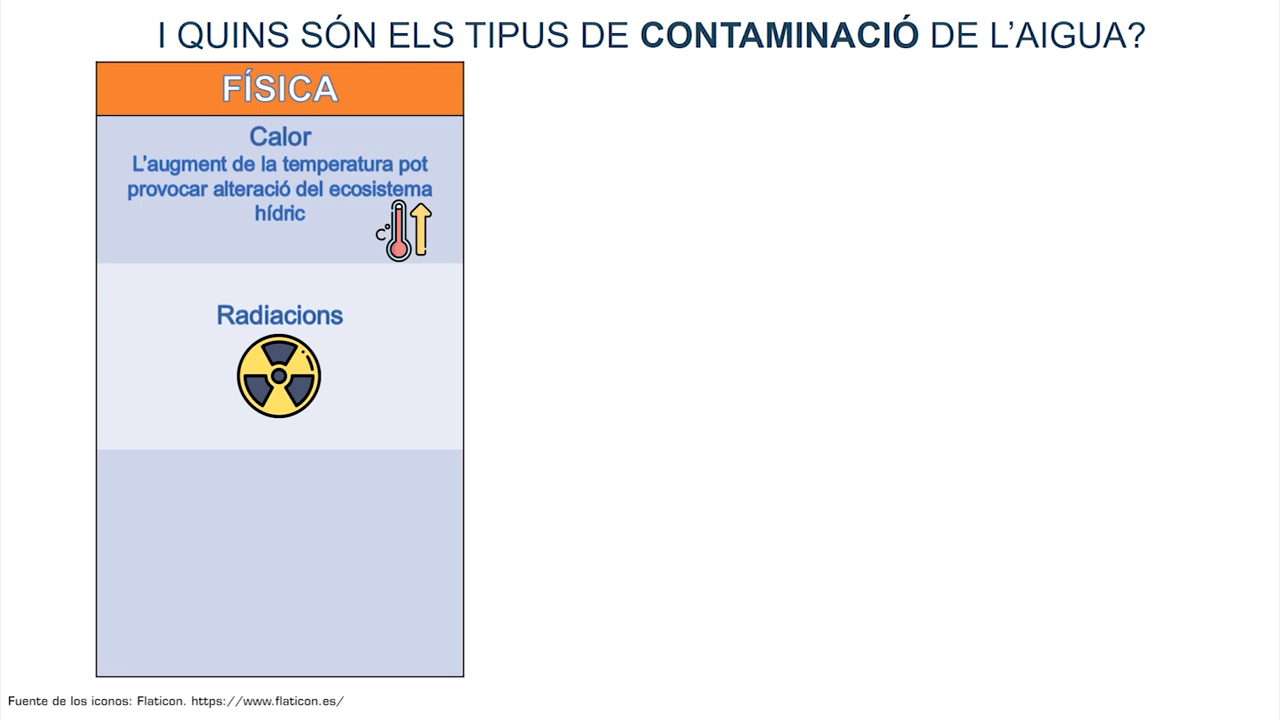 I QUINS SÓN ELS TIPUS DE CONTAMINACIÓ DE L'AIGUA?
FÍSICA
Calor
L'augment de la temperatura pot
provocar alteració del ecosistema
hídric
C°
Radiacions
Fuente de los iconos: Flaticon. https://www.flaticon.es/